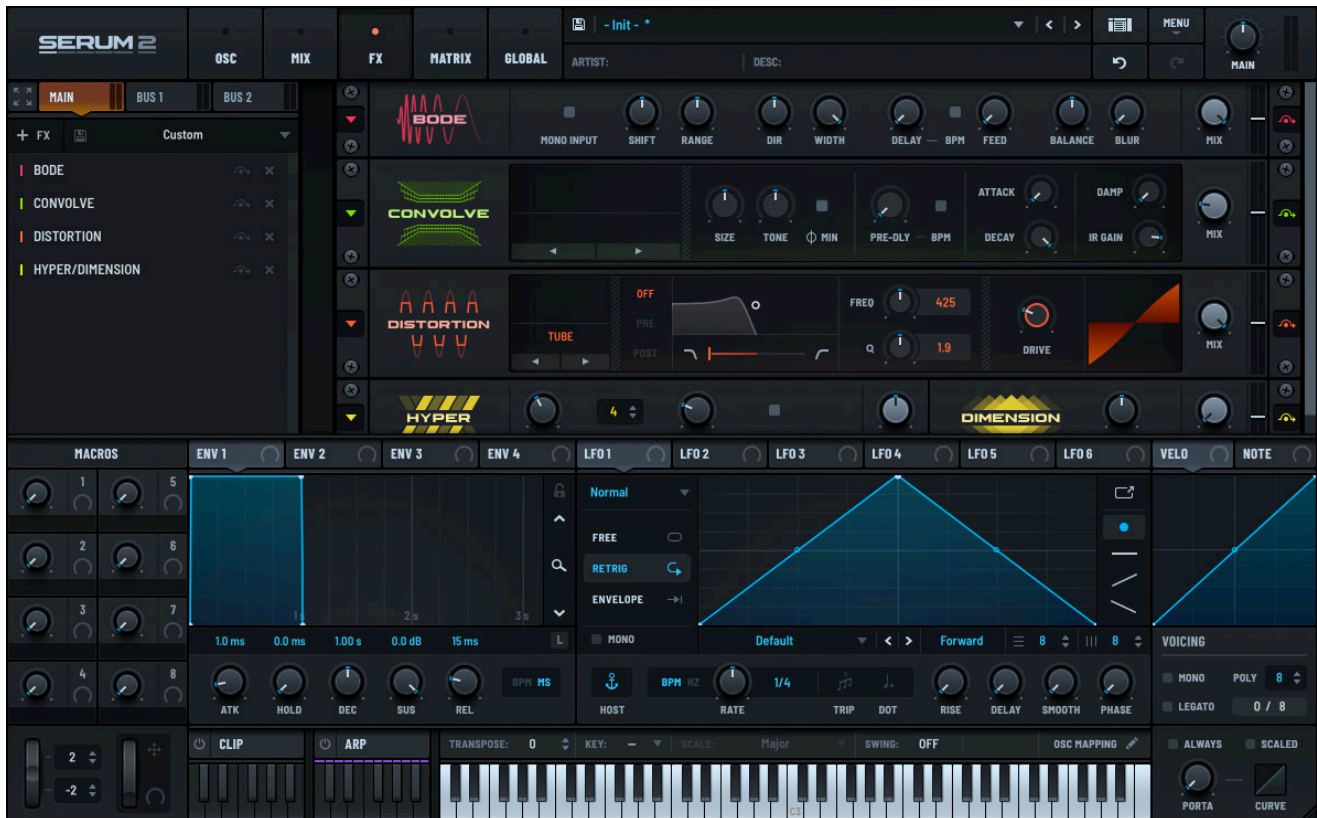 SERUM 2
OSC
MIX
FX
MATRIX
GLOBAL
- Init - *
ARTIST:
DESC:
MENU
MAIN
MAIN
BUS 1
BUS 2
+ FX
Custom
BODE
CONVOLVE
DISTORTION
HYPER/DIMENSION
BODE
MONO INPUT
SHIFT
RANGE
DIR
WIDTH
DELAY
BPM
FEED
BALANCE
BLUR
MIX
CONVOLVE
SIZE
TONE
MIN
PRE-DLY
BPM
ATTACK
DECAY
DAMP
IR GAIN
MIX
DISTORTION
TUBE
OFF
PRE
POST
FREQ
425
Q
1.9
DRIVE
MIX
HYPER
4
DIMENSION
MACROS
1
5
2
6
3
7
4
8
ENV 1
ENV 2
ENV 3
ENV 4
1 s
2 s
3 s
1.0 ms
0.0 ms
1.00 s
0.0 dB
15 ms
L
ATK
HOLD
DEC
SUS
REL
BPM MS
LFO 1
LFO 2
LFO 3
LFO 4
LFO 5
LFO 6
Normal
FREE
RETRIG
ENVELOPE
MONO
Default
Forward
8
8
HOST
BPM HZ
RATE
1/4
TRIP
DOT
RISE
DELAY
SMOOTH
PHASE
VELO
NOTE
VOICING
MONO
POLY
8
LEGATO
0 / 8
2
-2
CLIP
ARP
TRANSPOSE:
0
KEY:
–
SCALE:
Major
SWING:
OFF
OSC MAPPING
C3
ALWAYS
SCALED
PORTA
CURVE